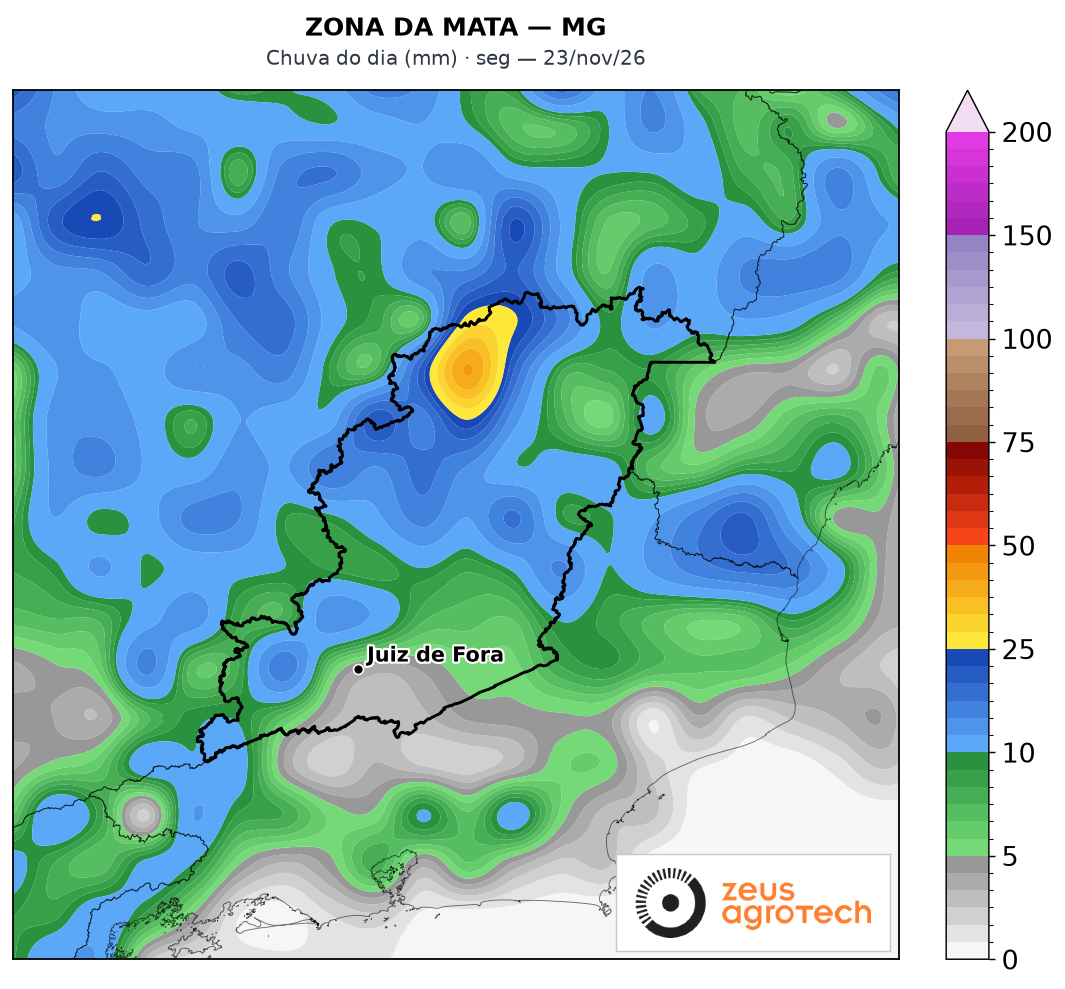 ZONA DA MATA — MG
Chuva do dia (mm) · seg — 23/nov/26
200
150
100
75
50
25
10
5
0
Juiz de Fora
zeus
agrotech